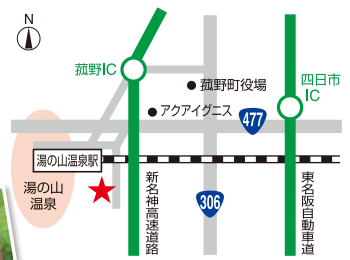 N
菰野IC
菰野町役場
四日市
IC
アクアイグニス
477
湯の山温泉駅
湯の山
温泉
306
新名神高速道路
東名阪自動車道